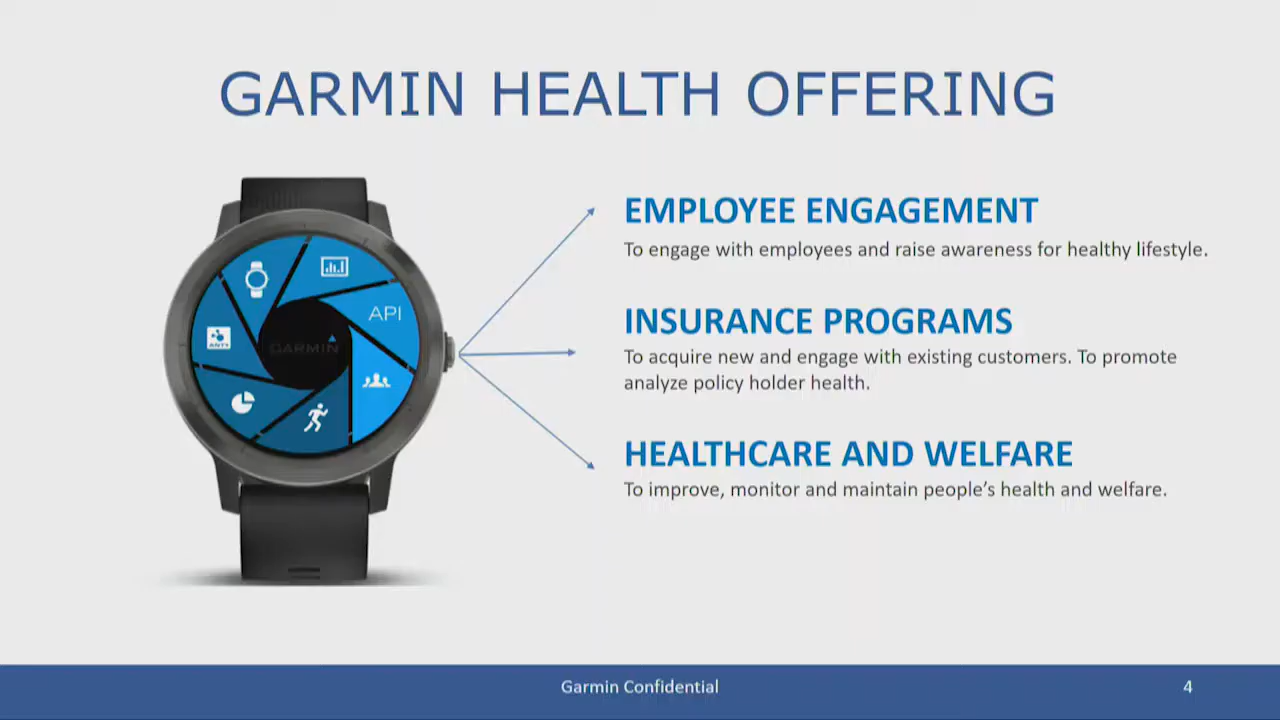 GARMIN HEALTH OFFERING
EMPLOYEE ENGAGEMENT
To engage with employees and raise awareness for healthy lifestyle.
INSURANCE PROGRAMS
To acquire new and engage with existing customers. To promote
analyze policy holder health.
HEALTHCARE AND WELFARE
To improve, monitor and maintain people’s health and welfare.
API
GARMIN
ANT+
Garmin Confidential
4